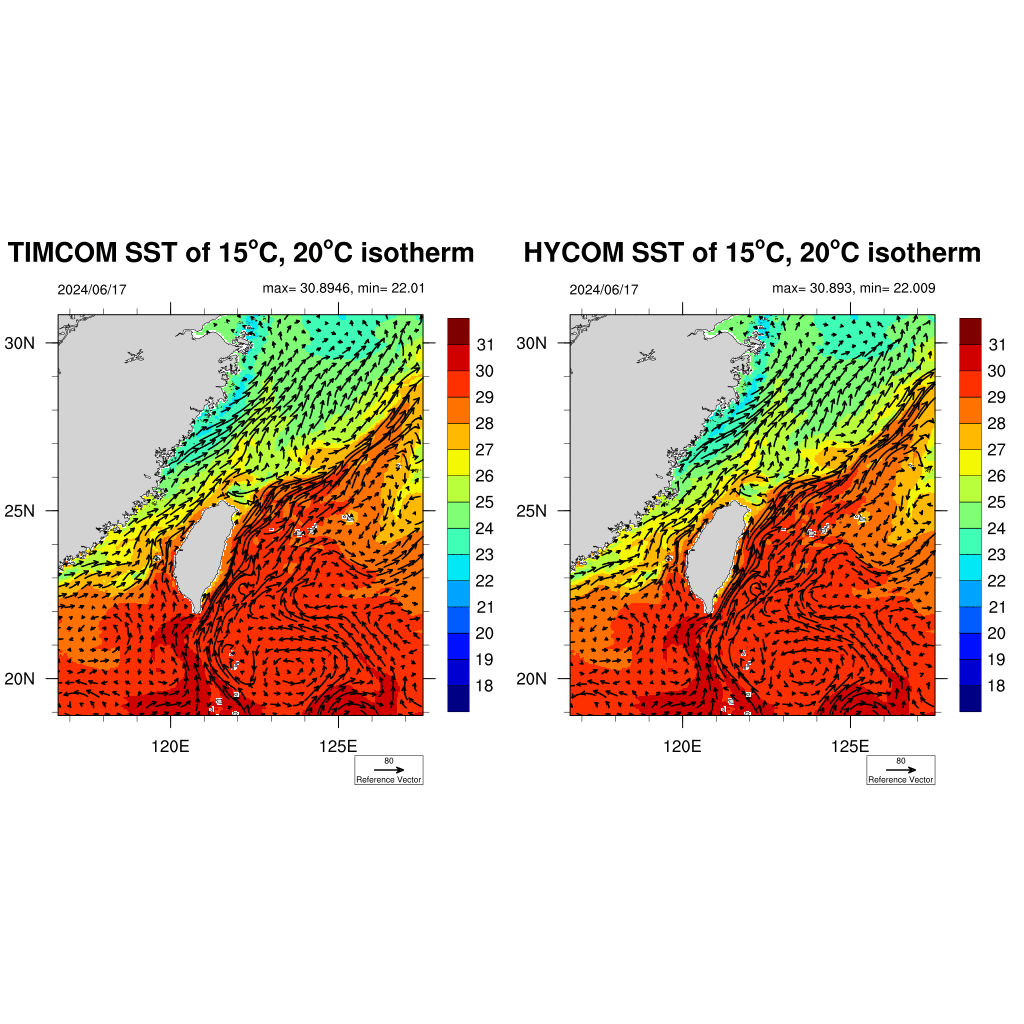 TIMCOM SST of 15°C, 20°C isotherm
2024/06/17 max= 30.8946, min= 22.01
30N
25N
20N
120E 125E
31
30
29
28
27
26
25
24
23
22
21
20
19
18
80
Reference Vector
HYCOM SST of 15°C, 20°C isotherm
2024/06/17 max= 30.893, min= 22.009
30N
25N
20N
120E 125E
31
30
29
28
27
26
25
24
23
22
21
20
19
18
80
Reference Vector